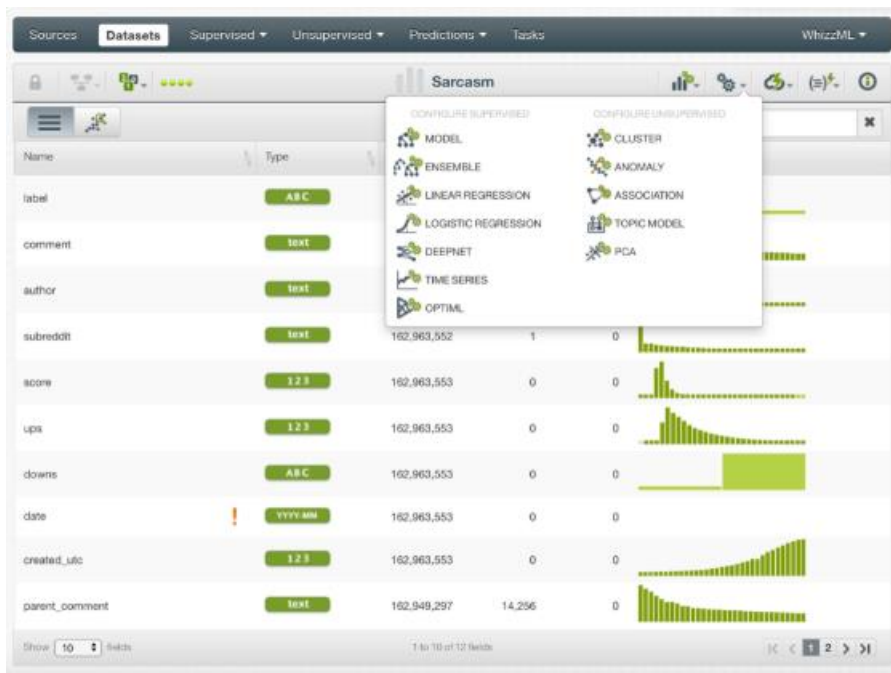 Sources Datasets Supervised Unsupervised Predictions Tasks WhizzML
Sarcasm
CONFIGURE SUPERVISED CONFIGURE UNSUPERVISED
MODEL CLUSTER
ENSEMBLE ANOMALY
LINEAR REGRESSION ASSOCIATION
LOGISTIC REGRESSION TOPIC MODEL
DEEPNET PCA
TIME SERIES
OPTIML
Name Type
label ABC
comment text
author text
subreddit text 162,963,552 1 0
score 123 162,963,553 0 0
ups 123 162,963,553 0 0
downs ABC 162,963,553 0 0
date ! YYYY-MM 162,963,553 0 0
created_utc 123 162,963,553 0 0
parent_comment text 162,949,297 14,256 0
Show 10 fields 1 to 10 of 12 fields 1 2